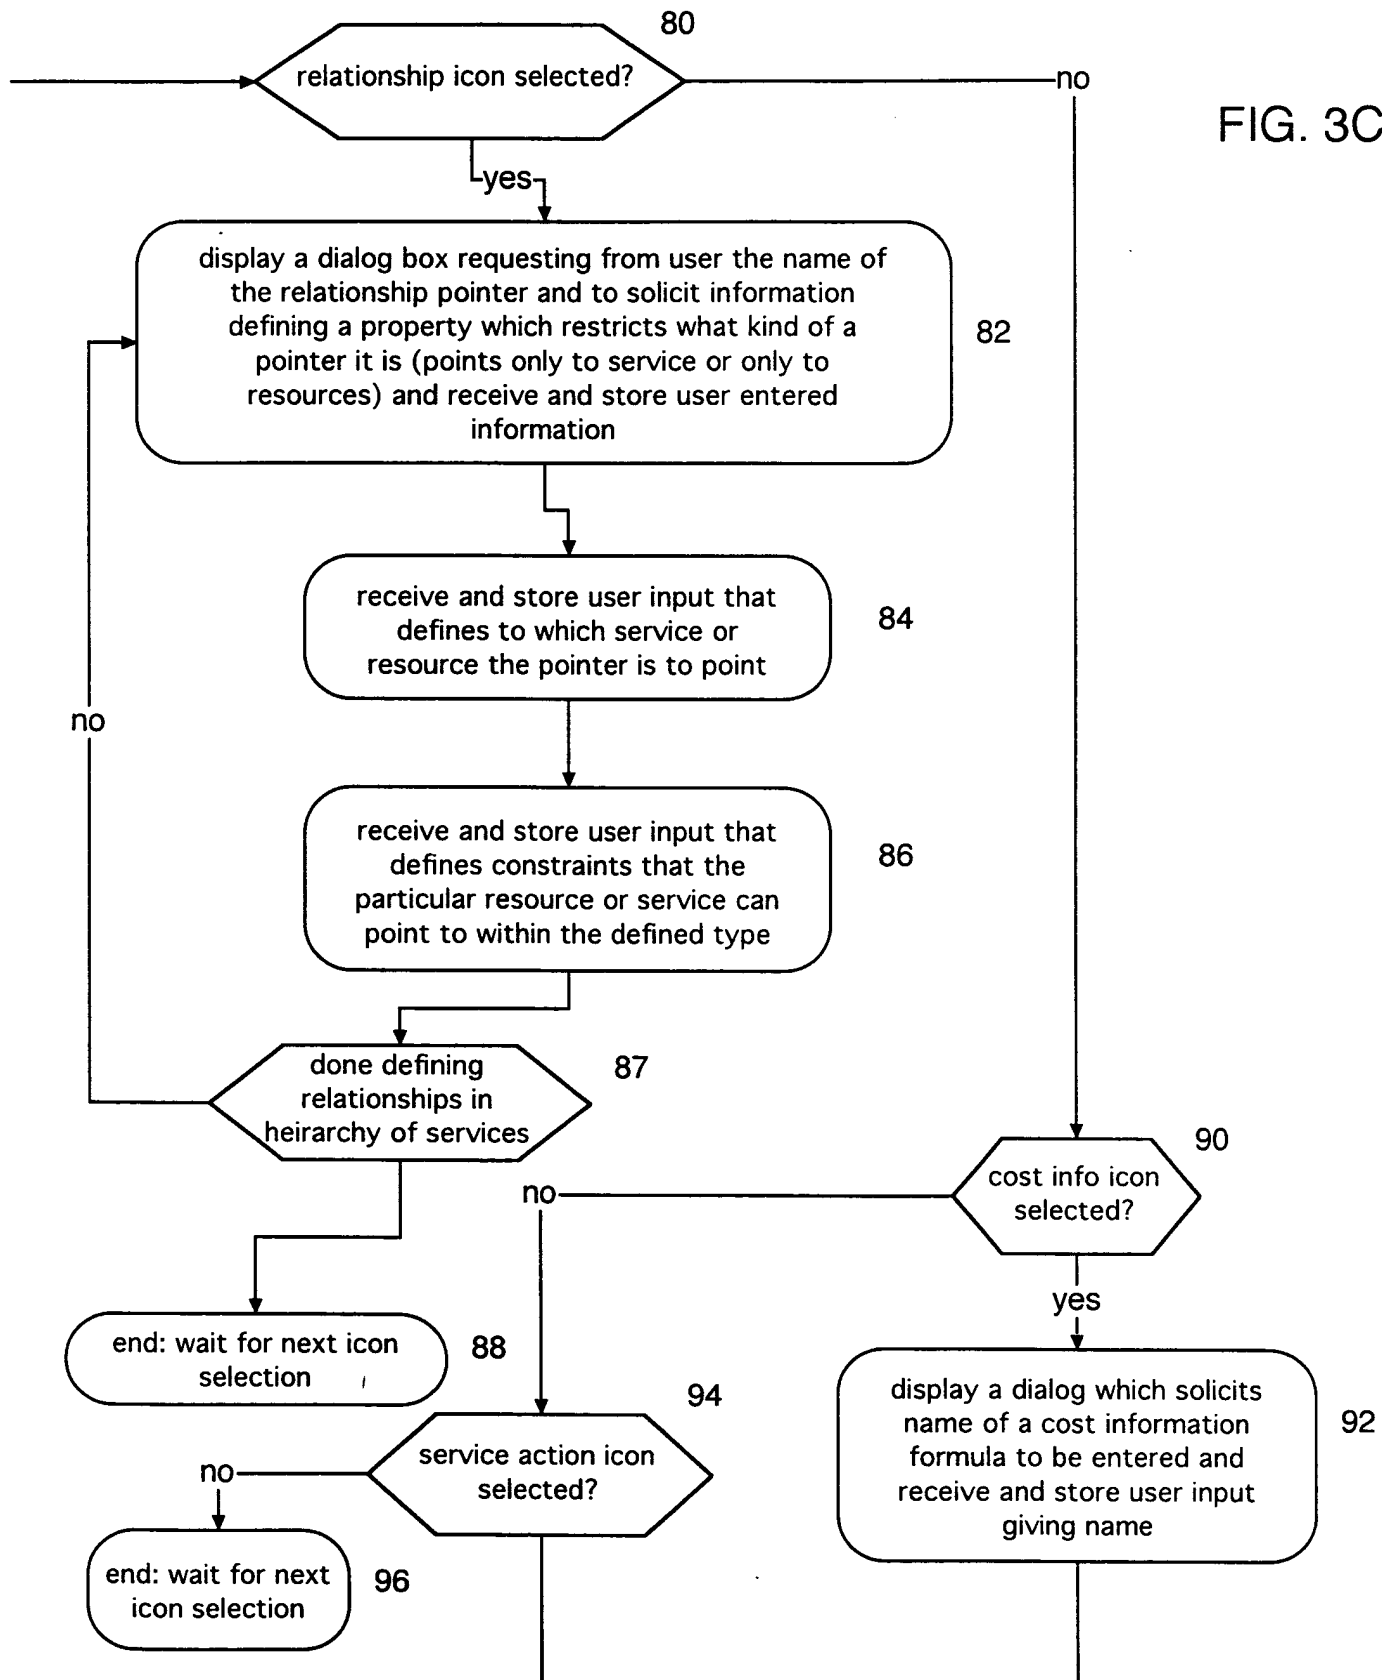 80
relationship icon selected?
no
FIG. 3C
yes
display a dialog box requesting from user the name of
the relationship pointer and to solicit information
defining a property which restricts what kind of a
pointer it is (points only to service or only to
resources) and receive and store user entered
information
82
receive and store user input that
defines to which service or
resource the pointer is to point
84
no
receive and store user input that
defines constraints that the
particular resource or service can
point to within the defined type
86
done defining
relationships in
heirarchy of services
87
90
cost info icon
selected?
no
yes
end: wait for next icon
selection
88
94
service action icon
selected?
no
display a dialog which solicits
name of a cost information
formula to be entered and
receive and store user input
giving name
92
end: wait for next
icon selection
96